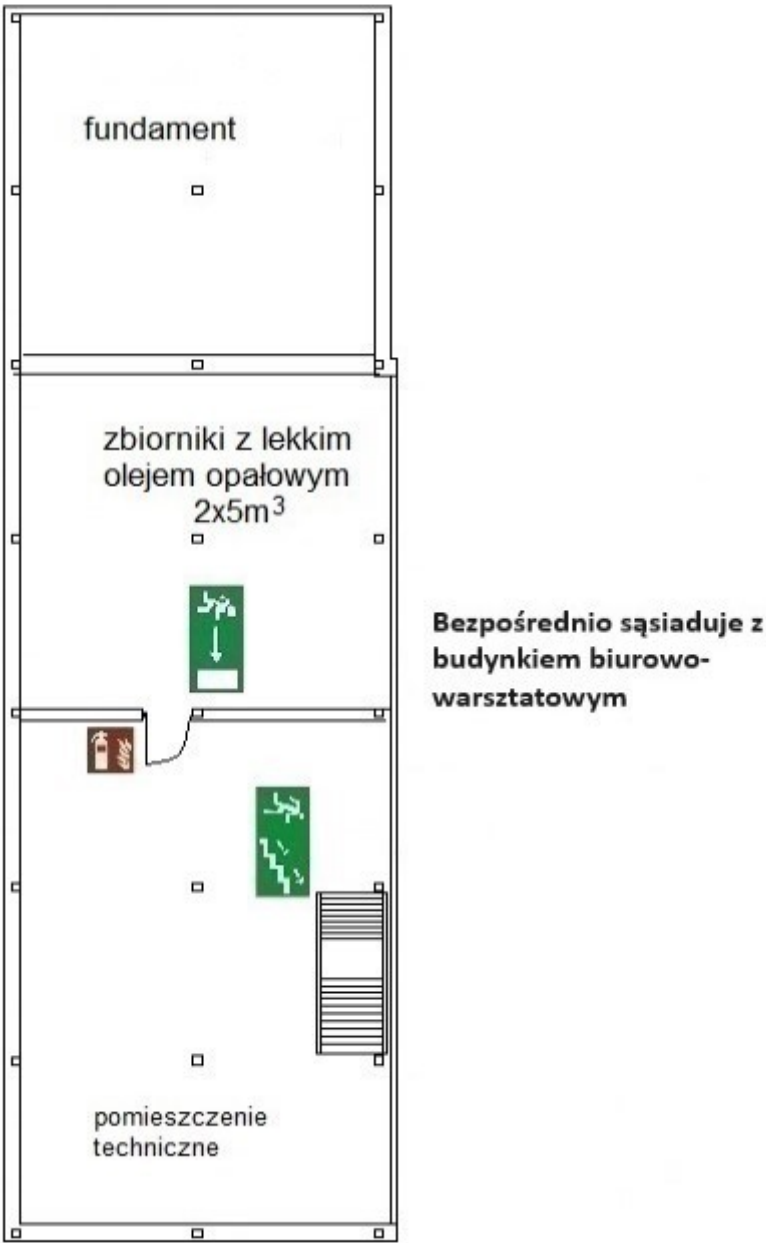 fundament
zbiorniki z lekkim
olejem opałowym
2x5m³
Bezpośrednio sąsiaduje z
budynkiem biurowo-
warsztatowym
pomieszczenie
techniczne